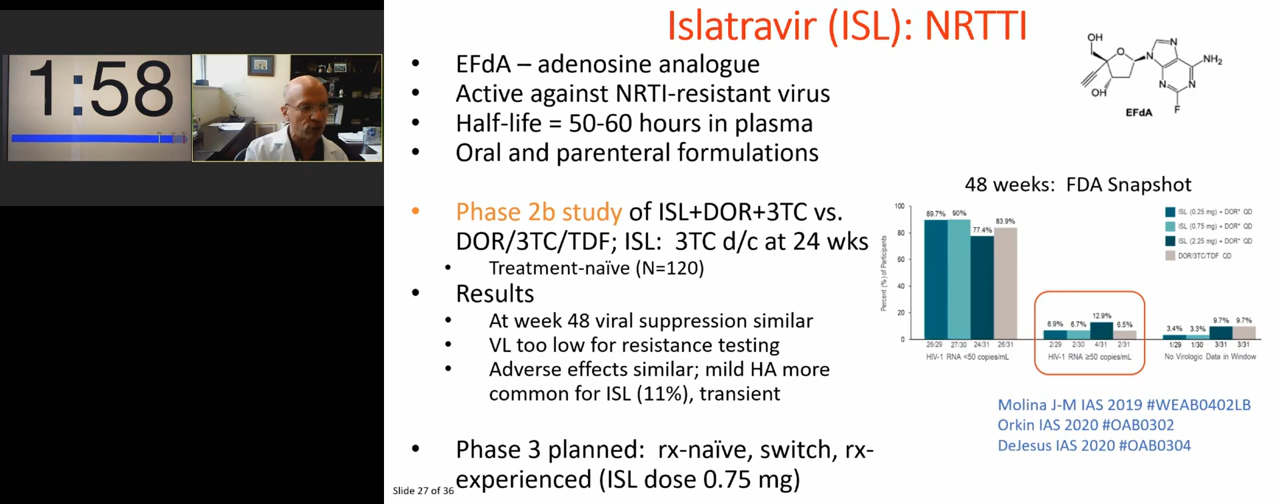 1:58
Islatravir (ISL): NRTTI
• EFdA – adenosine analogue
• Active against NRTI-resistant virus
• Half-life = 50-60 hours in plasma
• Oral and parenteral formulations
• Phase 2b study of ISL+DOR+3TC vs.
DOR/3TC/TDF; ISL: 3TC d/c at 24 wks
• Treatment-naïve (N=120)
• Results
• At week 48 viral suppression similar
• VL too low for resistance testing
• Adverse effects similar; mild HA more
common for ISL (11%), transient
• Phase 3 planned: rx-naïve, switch, rx-
experienced (ISL dose 0.75 mg)
Slide 27 of 36
OH
O
N
N
NH₂
N
N
OH
F
EFdA
48 weeks: FDA Snapshot
Percent (%) of Participants
100
80
60
40
20
0
89.7% 90% 77.4% 83.9%
6.9% 6.7% 12.9% 6.5%
3.4% 3.3% 9.7% 9.7%
26/29 27/30 24/31 26/31
2/29 2/30 4/31 2/31
1/29 1/30 3/31 3/31
HIV-1 RNA <50 copies/mL
HIV-1 RNA ≥50 copies/mL
No Virologic Data in Window
ISL (0.25 mg) + DOR* QD
ISL (0.75 mg) + DOR* QD
ISL (2.25 mg) + DOR* QD
DOR/3TC/TDF QD
Molina J-M IAS 2019 #WEAB0402LB
Orkin IAS 2020 #OAB0302
DeJesus IAS 2020 #OAB0304